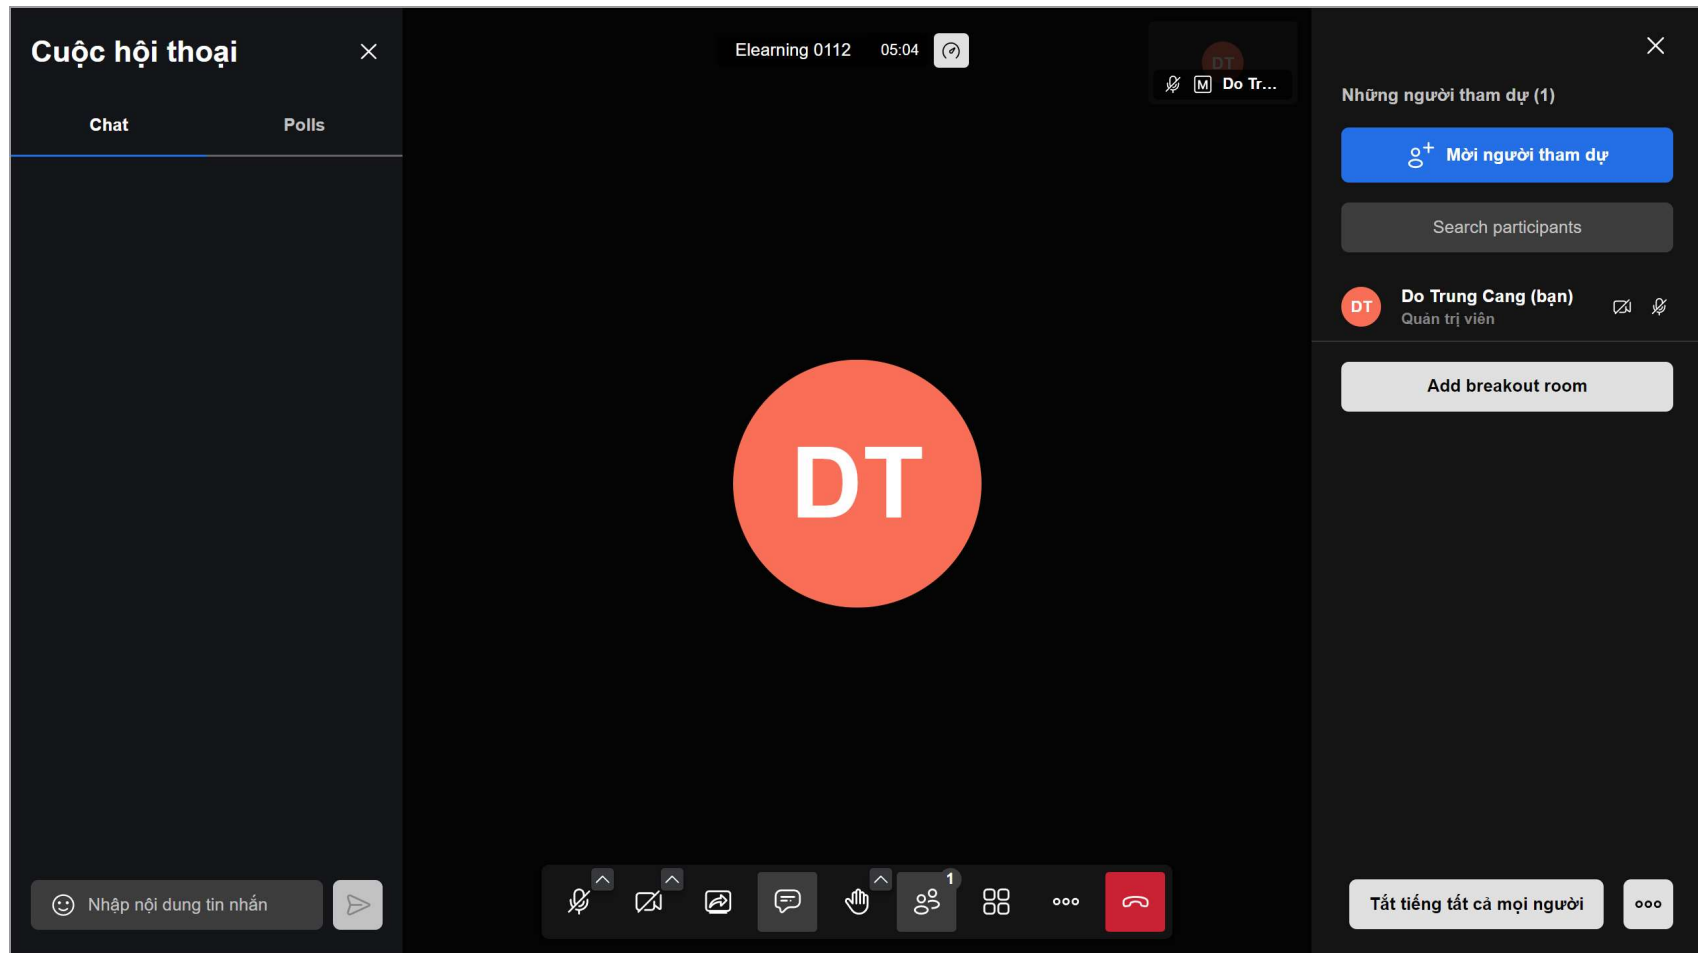 Cuộc hội thoại
Chat
Polls
Nhập nội dung tin nhắn
Elearning 0112
05:04
DT
M
Do Tr...
DT
1
Những người tham dự (1)
Mời người tham dự
Search participants
DT
Do Trung Cang (bạn)
Quản trị viên
Add breakout room
Tắt tiếng tất cả mọi người